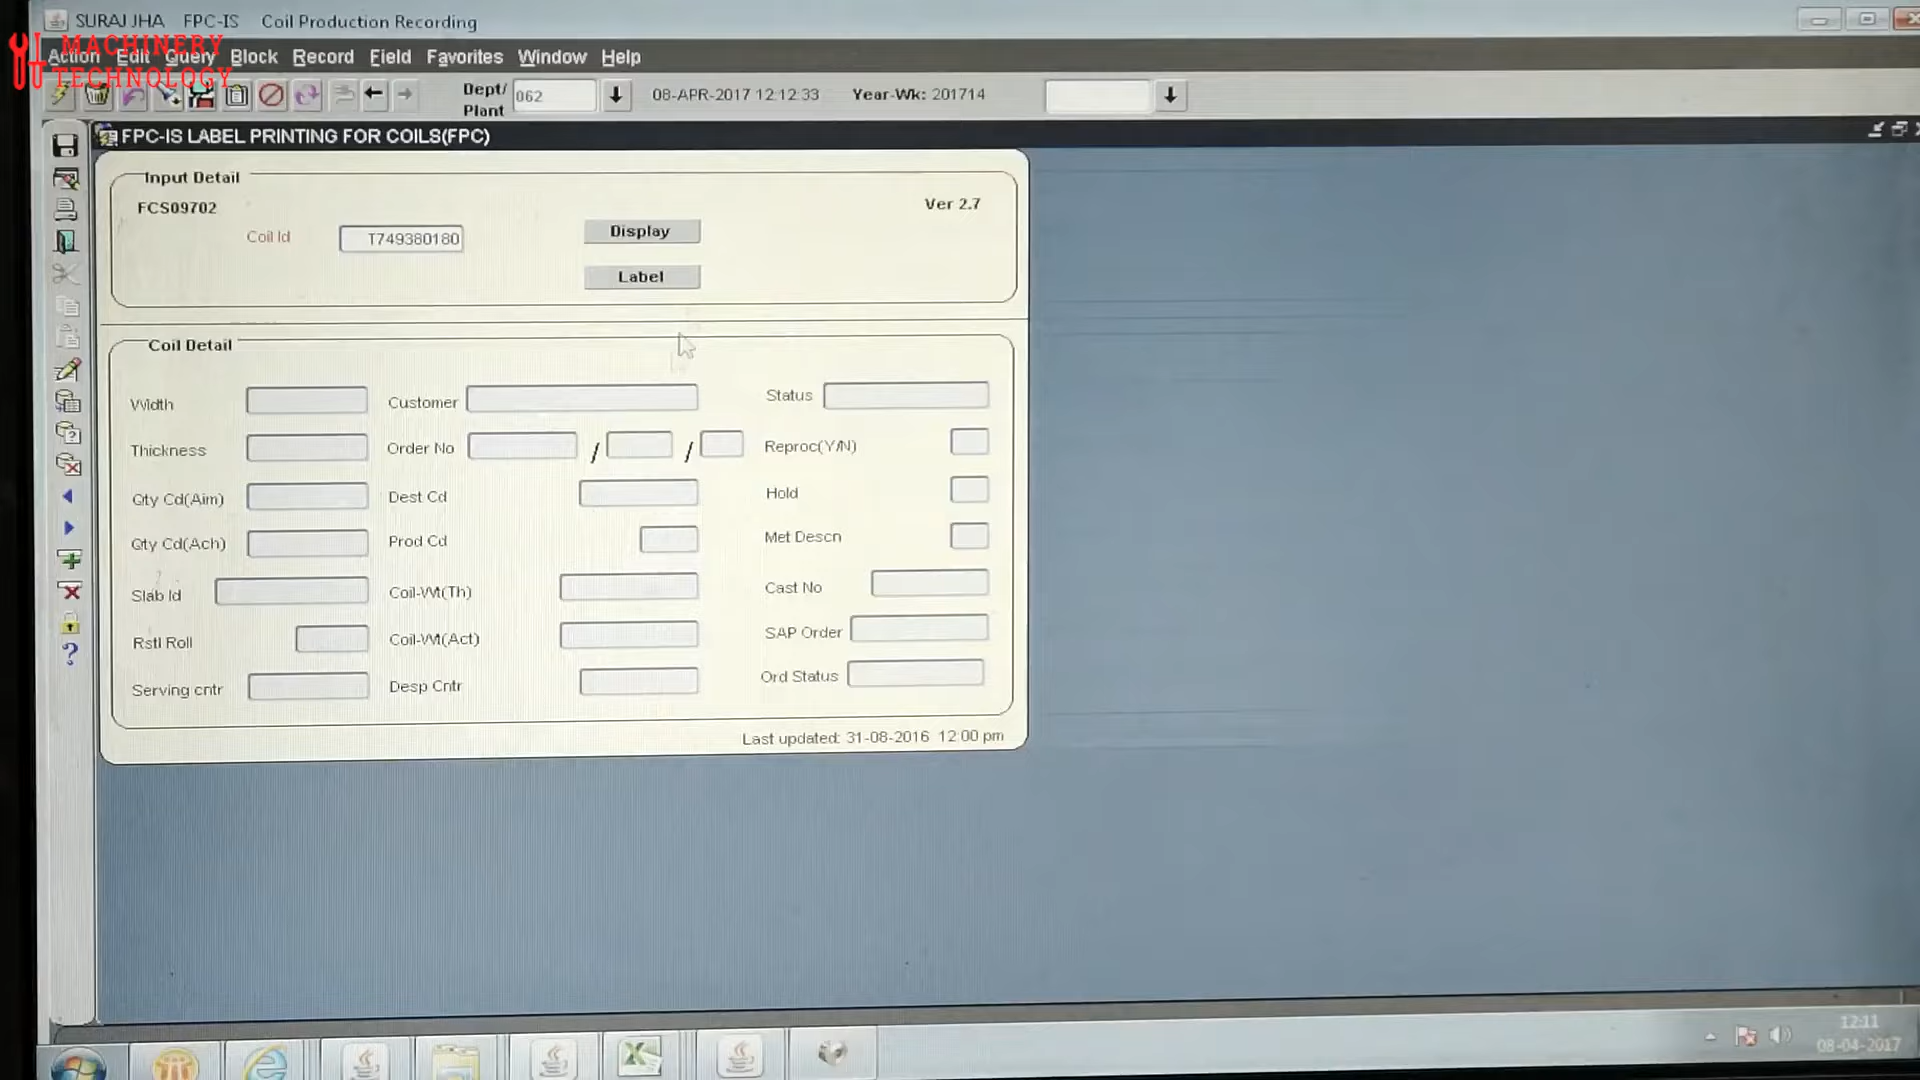 SURAJ JHA FPC-IS Coil Production Recording
MACHINERY
TECHNOLOGY
Action Edit Query Block Record Field Favorites Window Help
Dept/
Plant 062 08-APR-2017 12:12:33 Year-Wk: 201714
FPC-IS LABEL PRINTING FOR COILS(FPC)
Input Detail
FCS09702 Ver 2.7
Coil Id T749380180 Display
Label
Coil Detail
Width Customer Status
Thickness Order No / / Reproc(Y/N)
Qty Cd(Aim) Dest Cd Hold
Qty Cd(Ach) Prod Cd Met Descn
Slab Id Coil-Wt(Th) Cast No
Rstl Roll Coil-Wt(Act) SAP Order
Serving cntr Desp Cntr Ord Status
Last updated: 31-08-2016 12:00 pm
12:11
08-04-2017